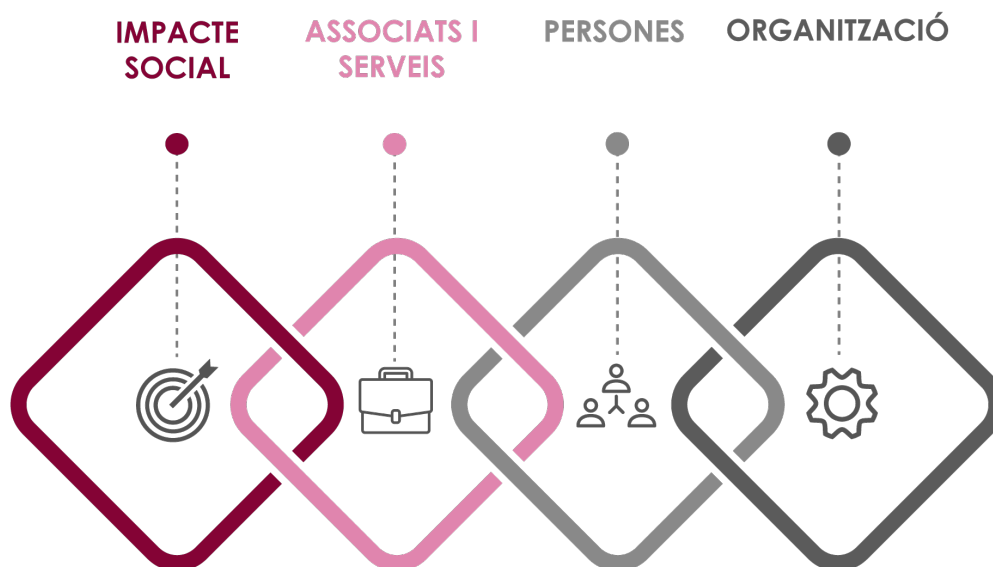 IMPACTE
SOCIAL
ASSOCIATS I
SERVEIS
PERSONES
ORGANITZACIÓ